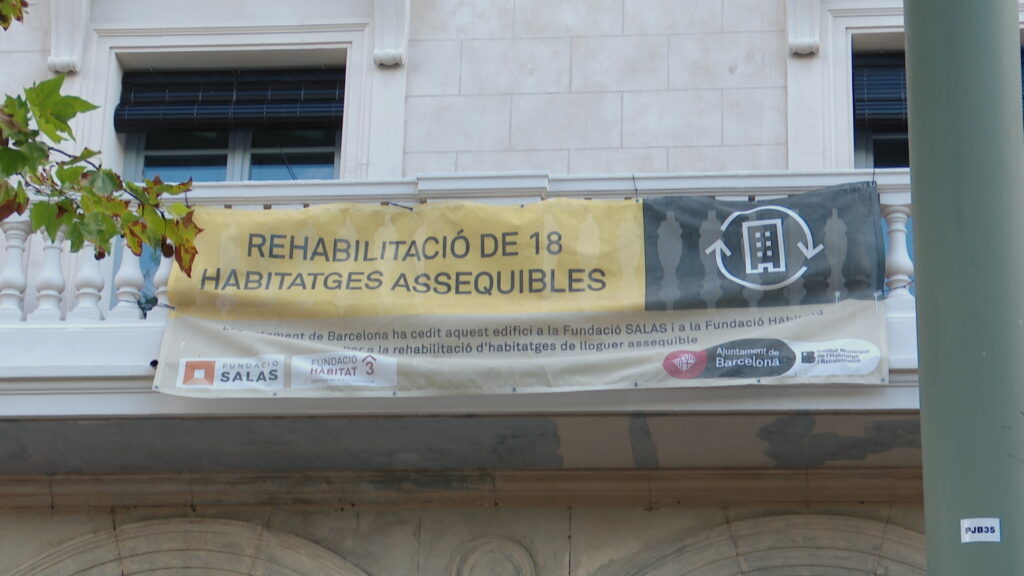 REHABILITACIÓ DE 18
HABITATGES ASSEQUIBLES
L'Ajuntament de Barcelona ha cedit aquest edifici a la Fundació SALAS i a la Fundació Hàbitat3
per a la rehabilitació d'habitatges de lloguer assequible
FUNDACIÓ
SALAS
FUNDACIÓ
HÀBITAT 3
Ajuntament de
Barcelona
Institut Municipal
de l'Habitatge
i Rehabilitació
PJB35